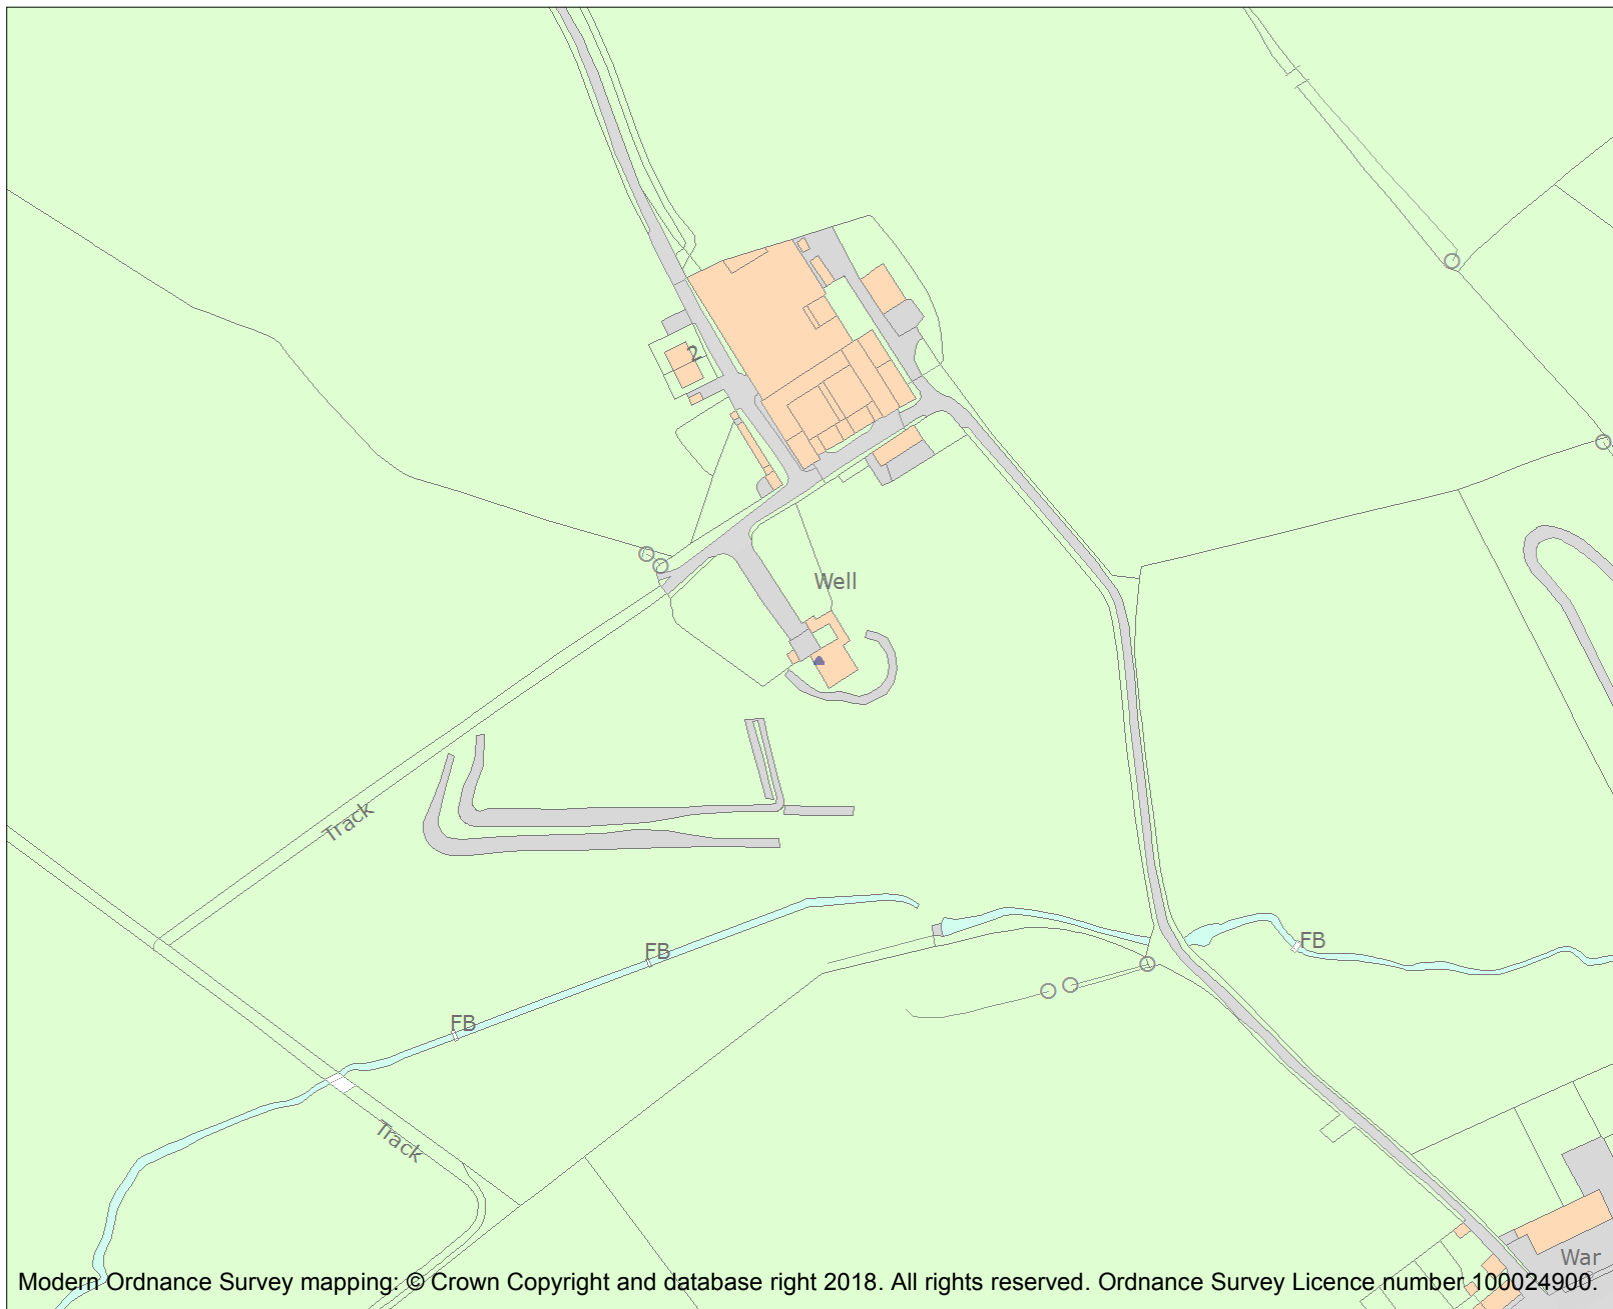 2
Well
Track
FB
FB
FB
Track
War
Modern Ordnance Survey mapping: © Crown Copyright and database right 2018. All rights reserved. Ordnance Survey Licence number 100024900.